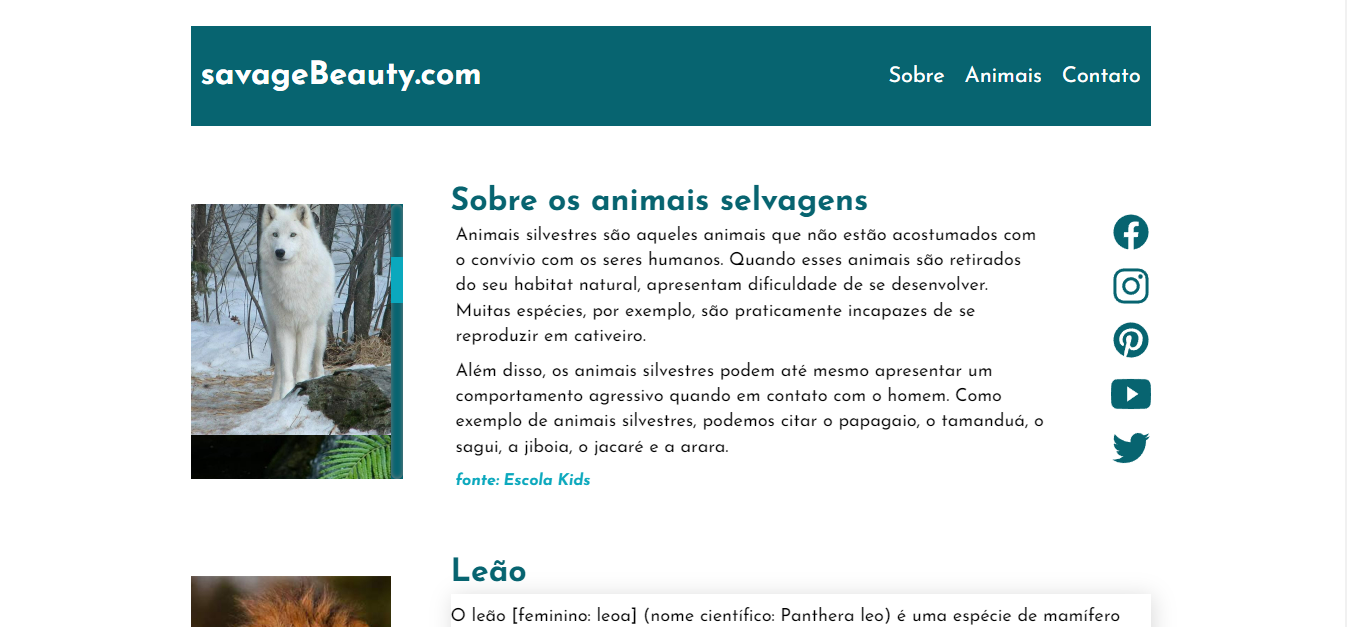 savageBeauty.com
Sobre Animais Contato
Sobre os animais selvagens
Animais silvestres são aqueles animais que não estão acostumados com
o convívio com os seres humanos. Quando esses animais são retirados
do seu habitat natural, apresentam dificuldade de se desenvolver.
Muitas espécies, por exemplo, são praticamente incapazes de se
reproduzir em cativeiro.
Além disso, os animais silvestres podem até mesmo apresentar um
comportamento agressivo quando em contato com o homem. Como
exemplo de animais silvestres, podemos citar o papagaio, o tamanduá, o
sagui, a jiboia, o jacaré e a arara.
fonte: Escola Kids
Leão
O leão [feminino: leoa] (nome científico: Panthera leo) é uma espécie de mamífero